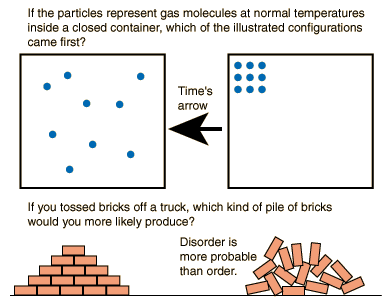 If the particles represent gas molecules at normal temperatures
inside a closed container, which of the illustrated configurations
came first?
Time's
arrow
If you tossed bricks off a truck, which kind of pile of bricks
would you more likely produce?
Disorder is
more probable
than order.